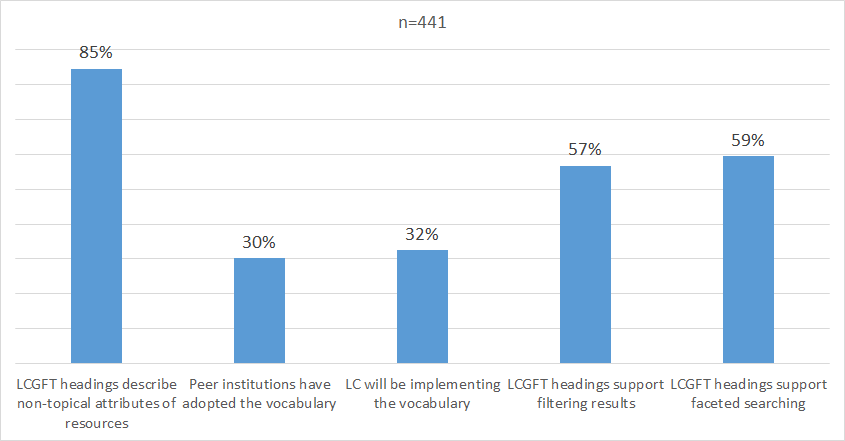 n=441
85%
30%
32%
57%
59%
LCGFT headings describe
non-topical attributes of
resources
Peer institutions have
adopted the vocabulary
LC will be implementing
the vocabulary
LCGFT headings support
filtering results
LCGFT headings support
faceted searching